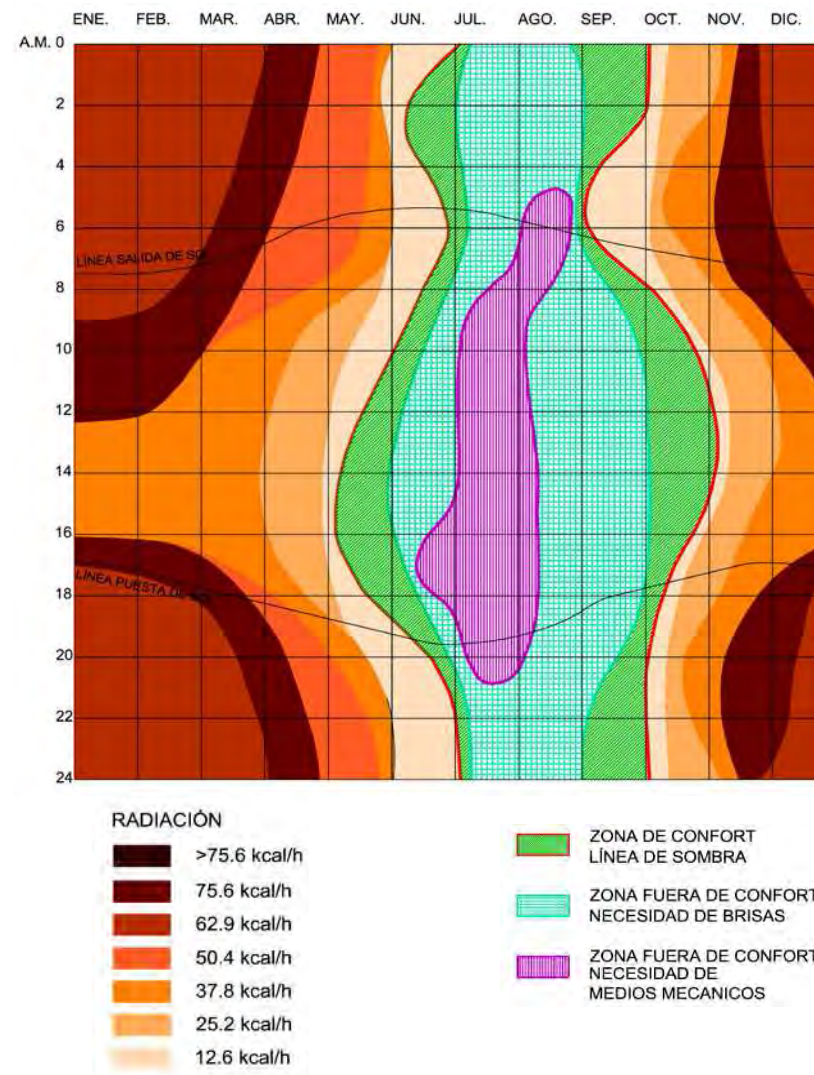 ENE. FEB. MAR. ABR. MAY. JUN. JUL. AGO. SEP. OCT. NOV. DIC.
A.M. 0
2
4
6
LÍNEA SALIDA DE SOL
8
10
12
14
16
LÍNEA PUESTA DE SOL
18
20
22
24
RADIACIÓN
>75.6 kcal/h
75.6 kcal/h
62.9 kcal/h
50.4 kcal/h
37.8 kcal/h
25.2 kcal/h
12.6 kcal/h
ZONA DE CONFORT
LÍNEA DE SOMBRA
ZONA FUERA DE CONFORT
NECESIDAD DE BRISAS
ZONA FUERA DE CONFORT
NECESIDAD DE
MEDIOS MECANICOS